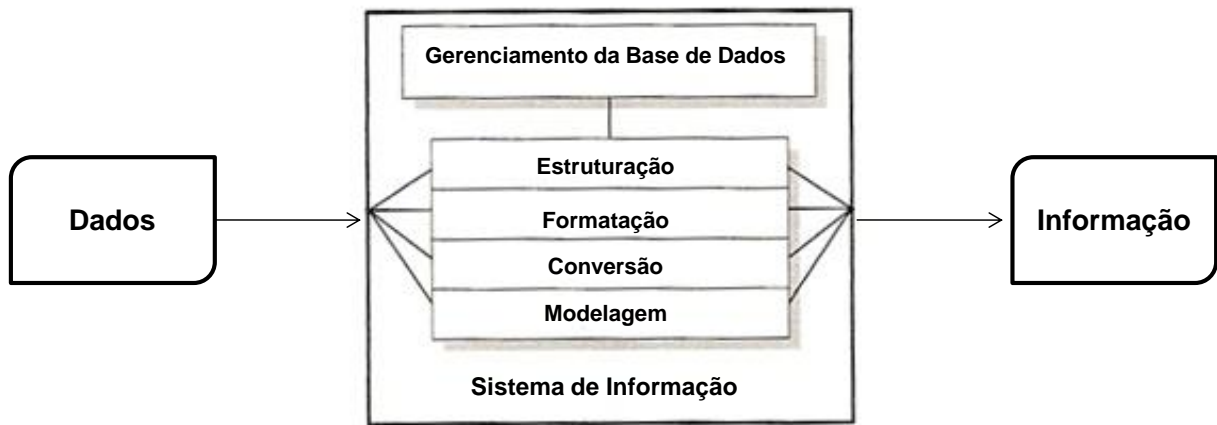 Gerenciamento da Base de Dados
Estruturação
Dados
Formatação
Informação
Conversão
Modelagem
Sistema de Informação